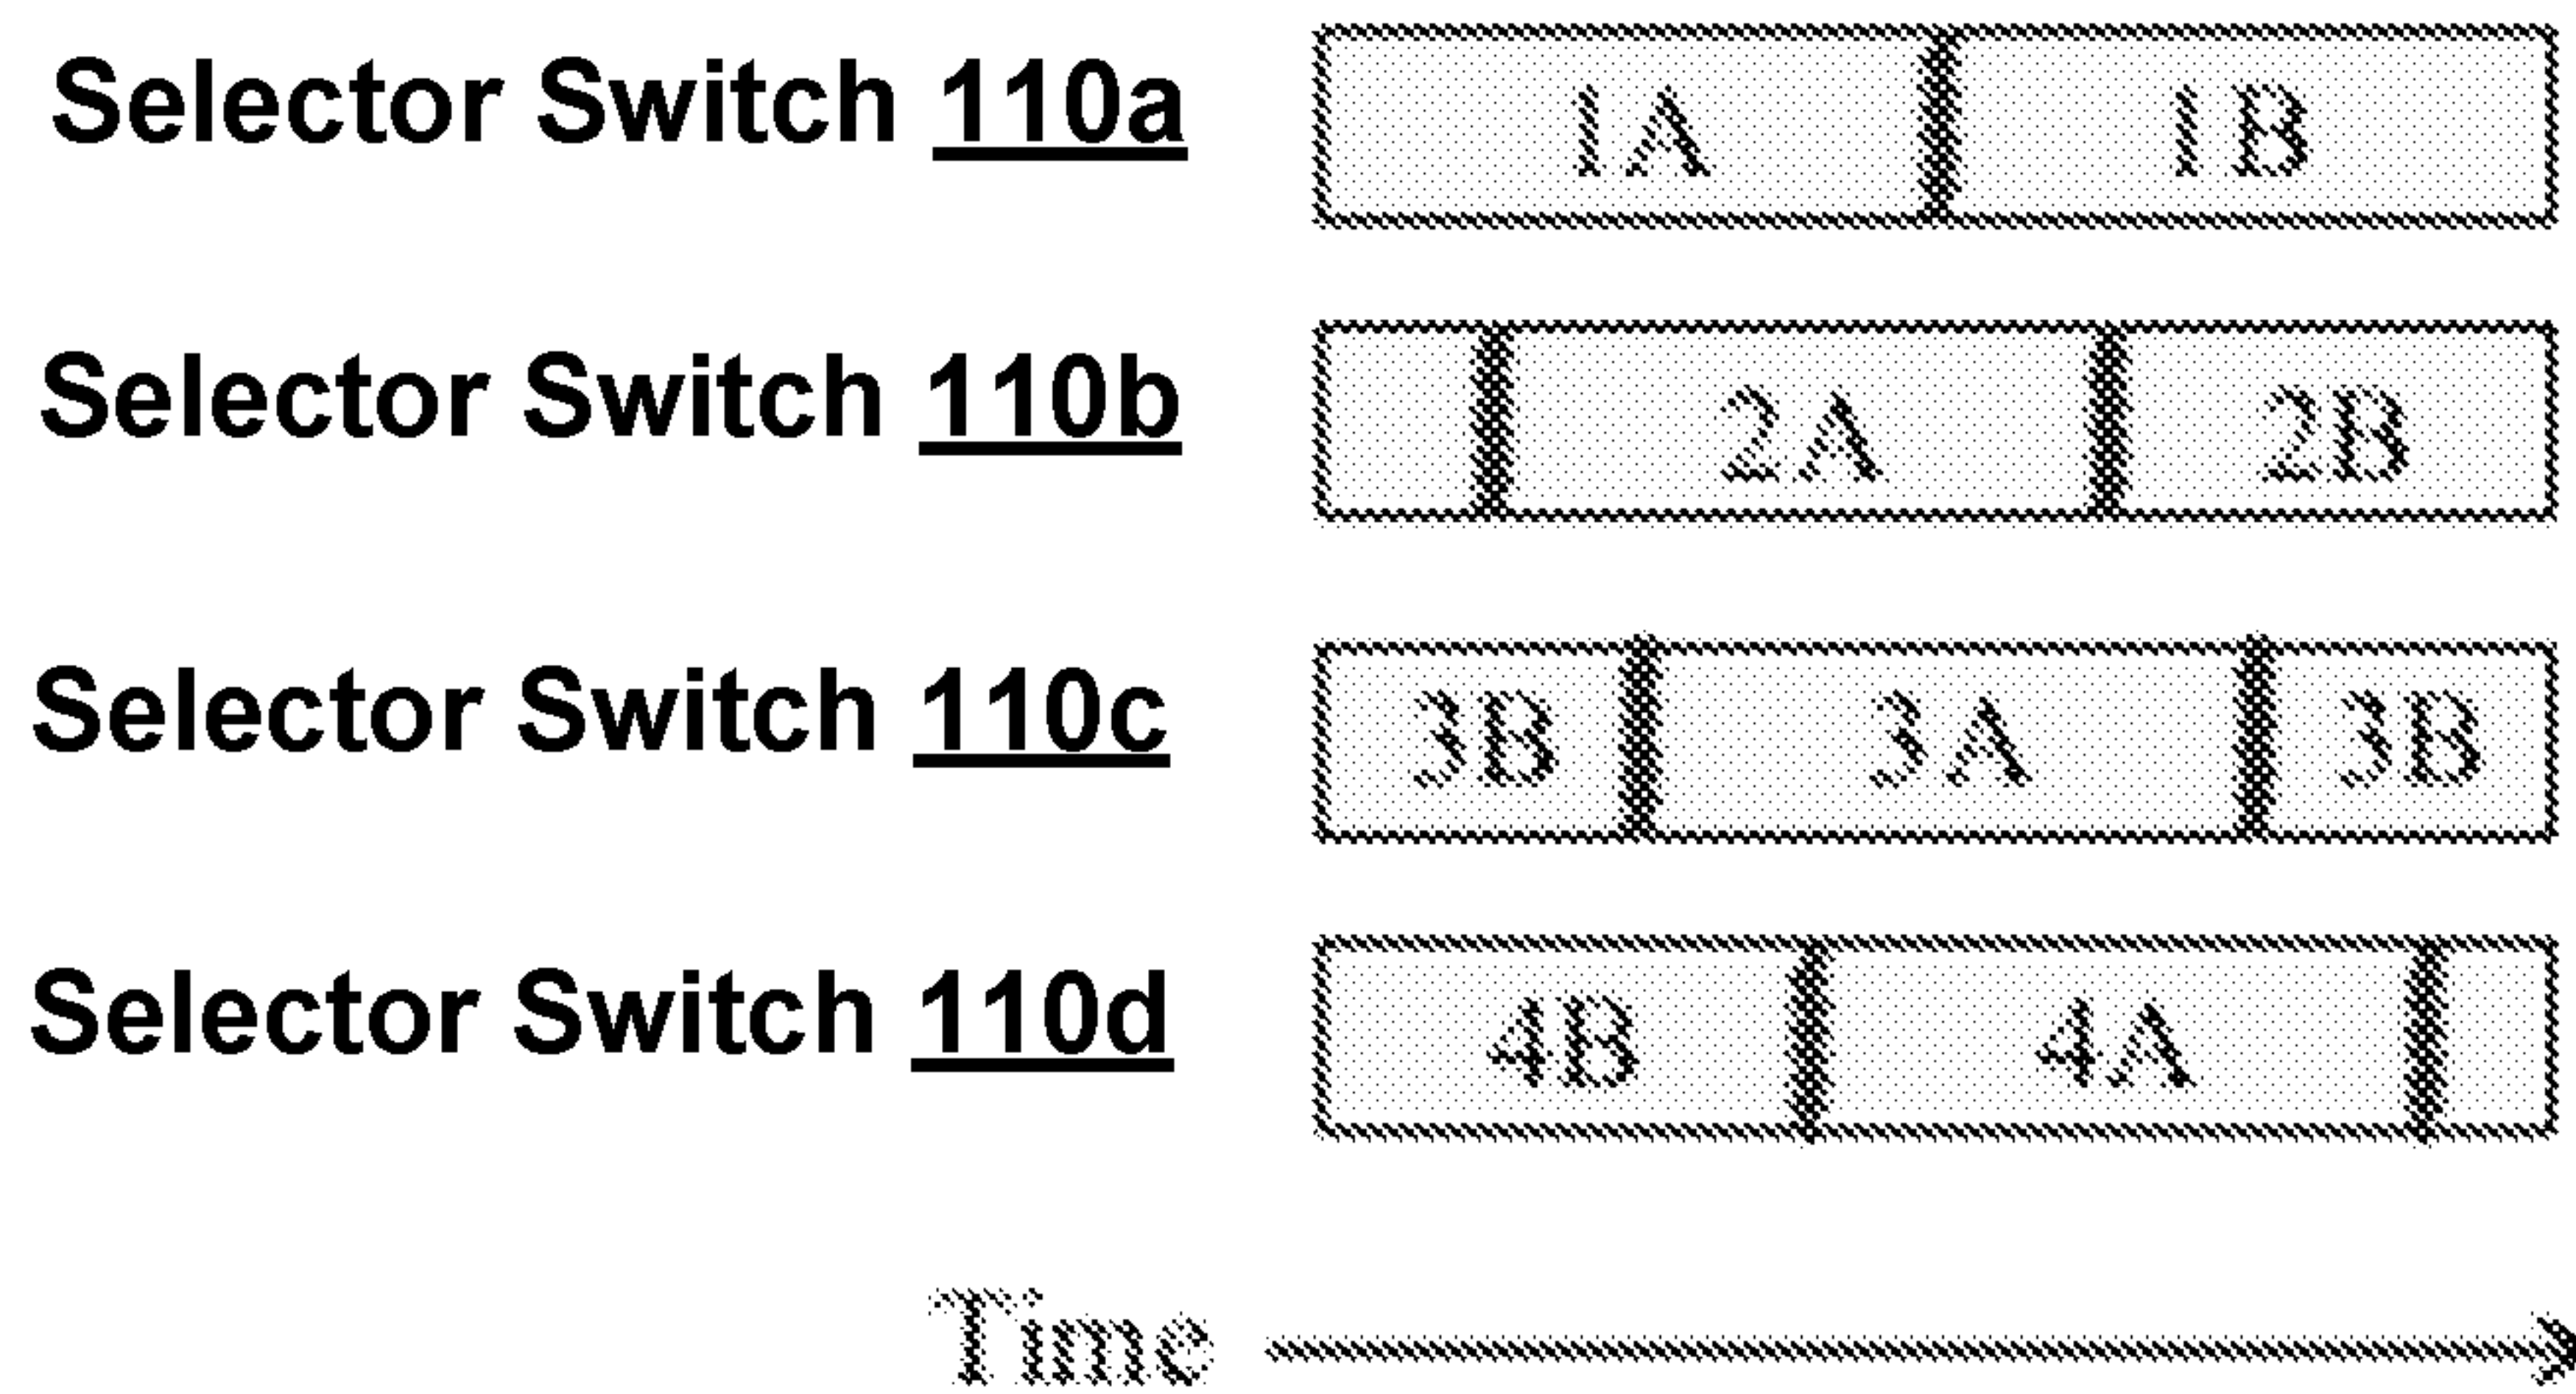 Selector Switch 110a 1A 1B
Selector Switch 110b 2A 2B
Selector Switch 110c 3B 3A 3B
Selector Switch 110d 4B 4A
Time